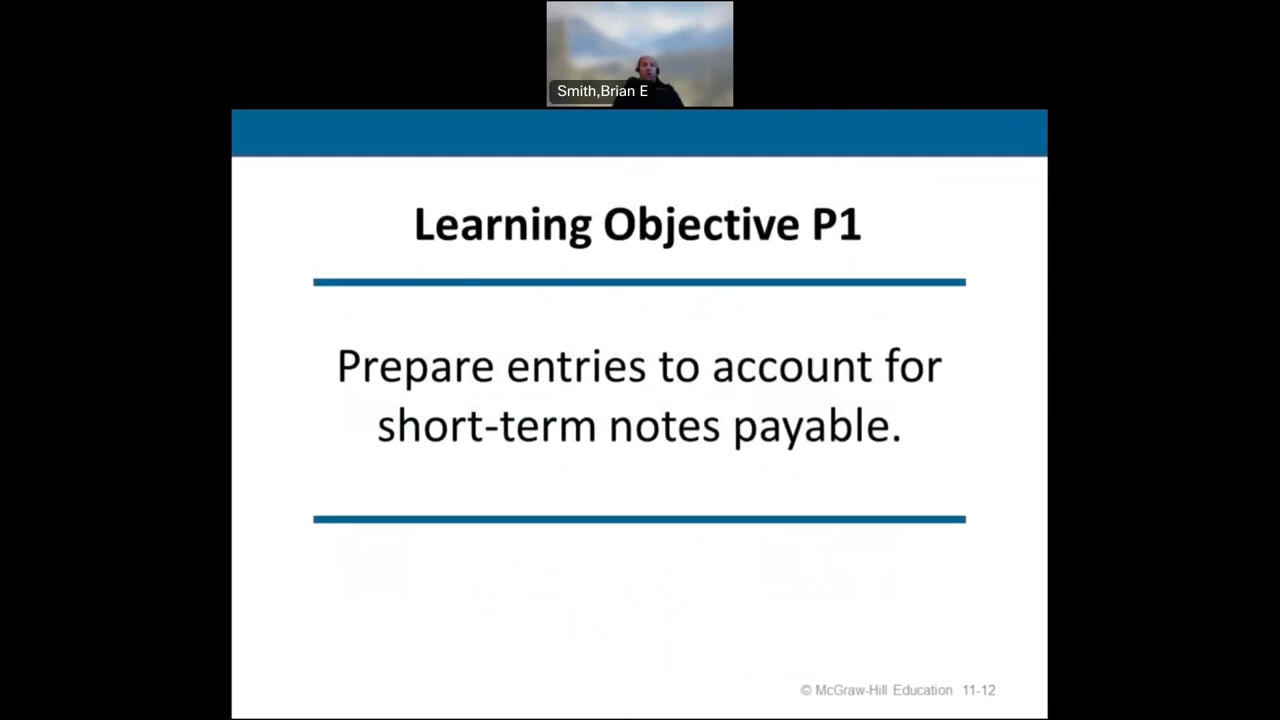 Smith,Brian E
Learning Objective P1
Prepare entries to account for
short-term notes payable.
© McGraw-Hill Education 11-12